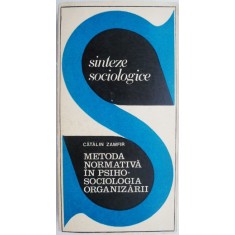 sinteze
sociologice
CĂTĂLIN ZAMFIR
METODA
NORMATIVĂ
ÎN PSIHO-
SOCIOLOGIA
ORGANIZĂRII